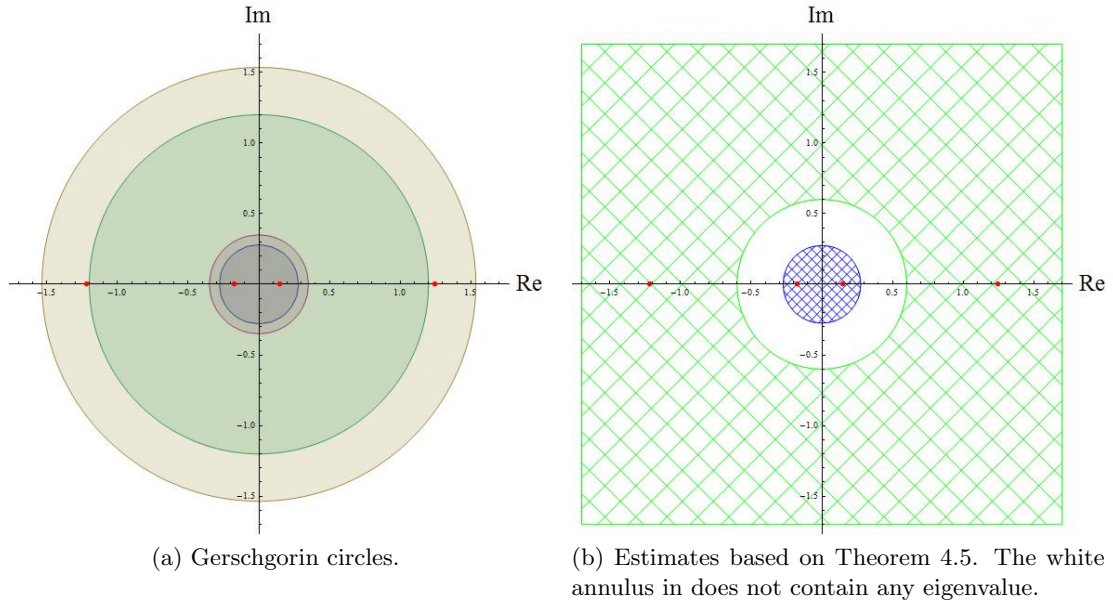 Im
1.5
1.0
0.5
−1.5 −1.0 −0.5 0.5 1.0 1.5 Re
−0.5
−1.0
−1.5
(a) Gerschgorin circles.
Im
1.5
1.0
0.5
−1.5 −1.0 −0.5 0.5 1.0 1.5 Re
−0.5
−1.0
−1.5
(b) Estimates based on Theorem 4.5. The white
annulus in does not contain any eigenvalue.